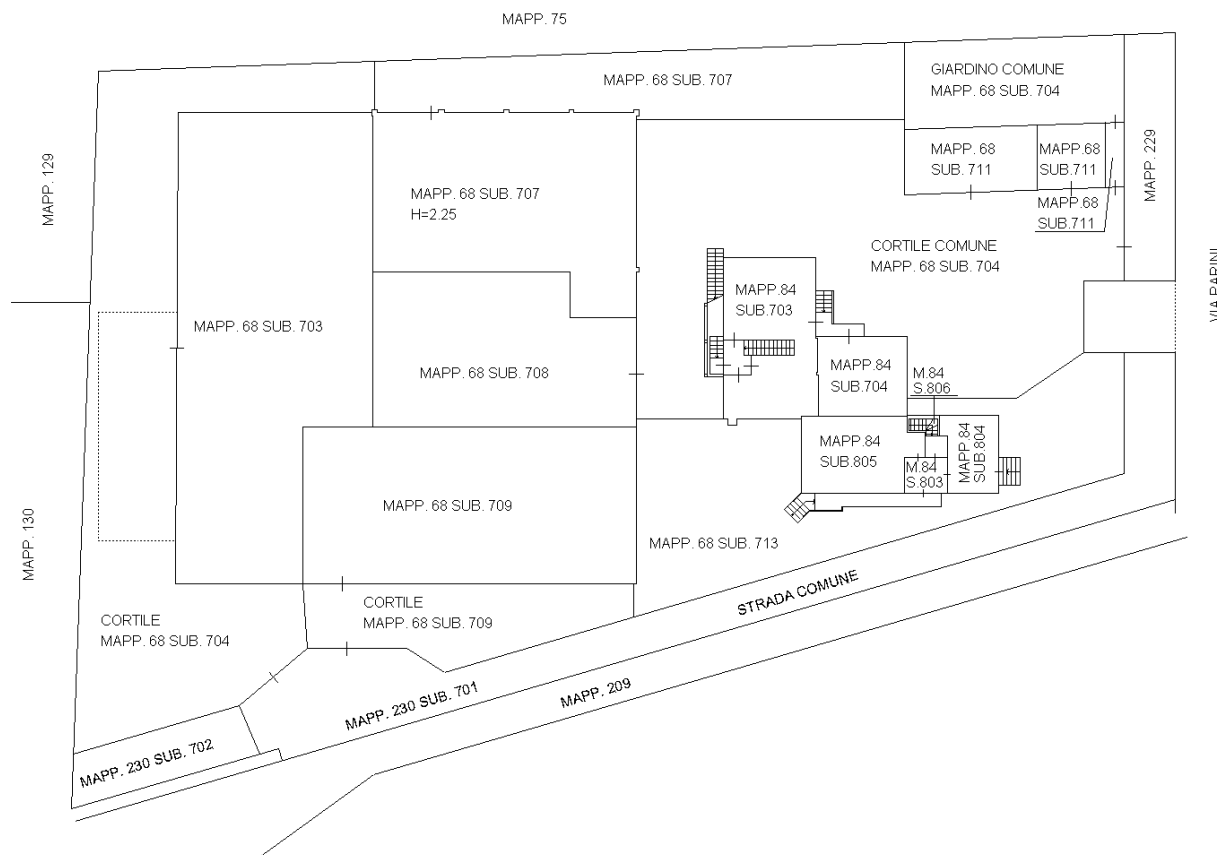 MAPP. 75
MAPP. 68 SUB. 707
GIARDINO COMUNE
MAPP. 68 SUB. 704
MAPP. 129
MAPP. 68
SUB. 711
MAPP.68
SUB.711
MAPP. 229
MAPP. 68 SUB. 707
H=2.25
MAPP.68
SUB.711
CORTILE COMUNE
MAPP. 68 SUB. 704
VIA PARINI
MAPP.84
SUB.703
MAPP. 68 SUB. 703
MAPP. 68 SUB. 708
MAPP.84
SUB.704
M.84
S.806
MAPP.84
SUB.805
M.84
S.803
MAPP.84
SUB.804
MAPP. 68 SUB. 709
MAPP. 130
MAPP. 68 SUB. 713
STRADA COMUNE
CORTILE
MAPP. 68 SUB. 709
CORTILE
MAPP. 68 SUB. 704
MAPP. 209
MAPP. 230 SUB. 701
MAPP. 230 SUB. 702